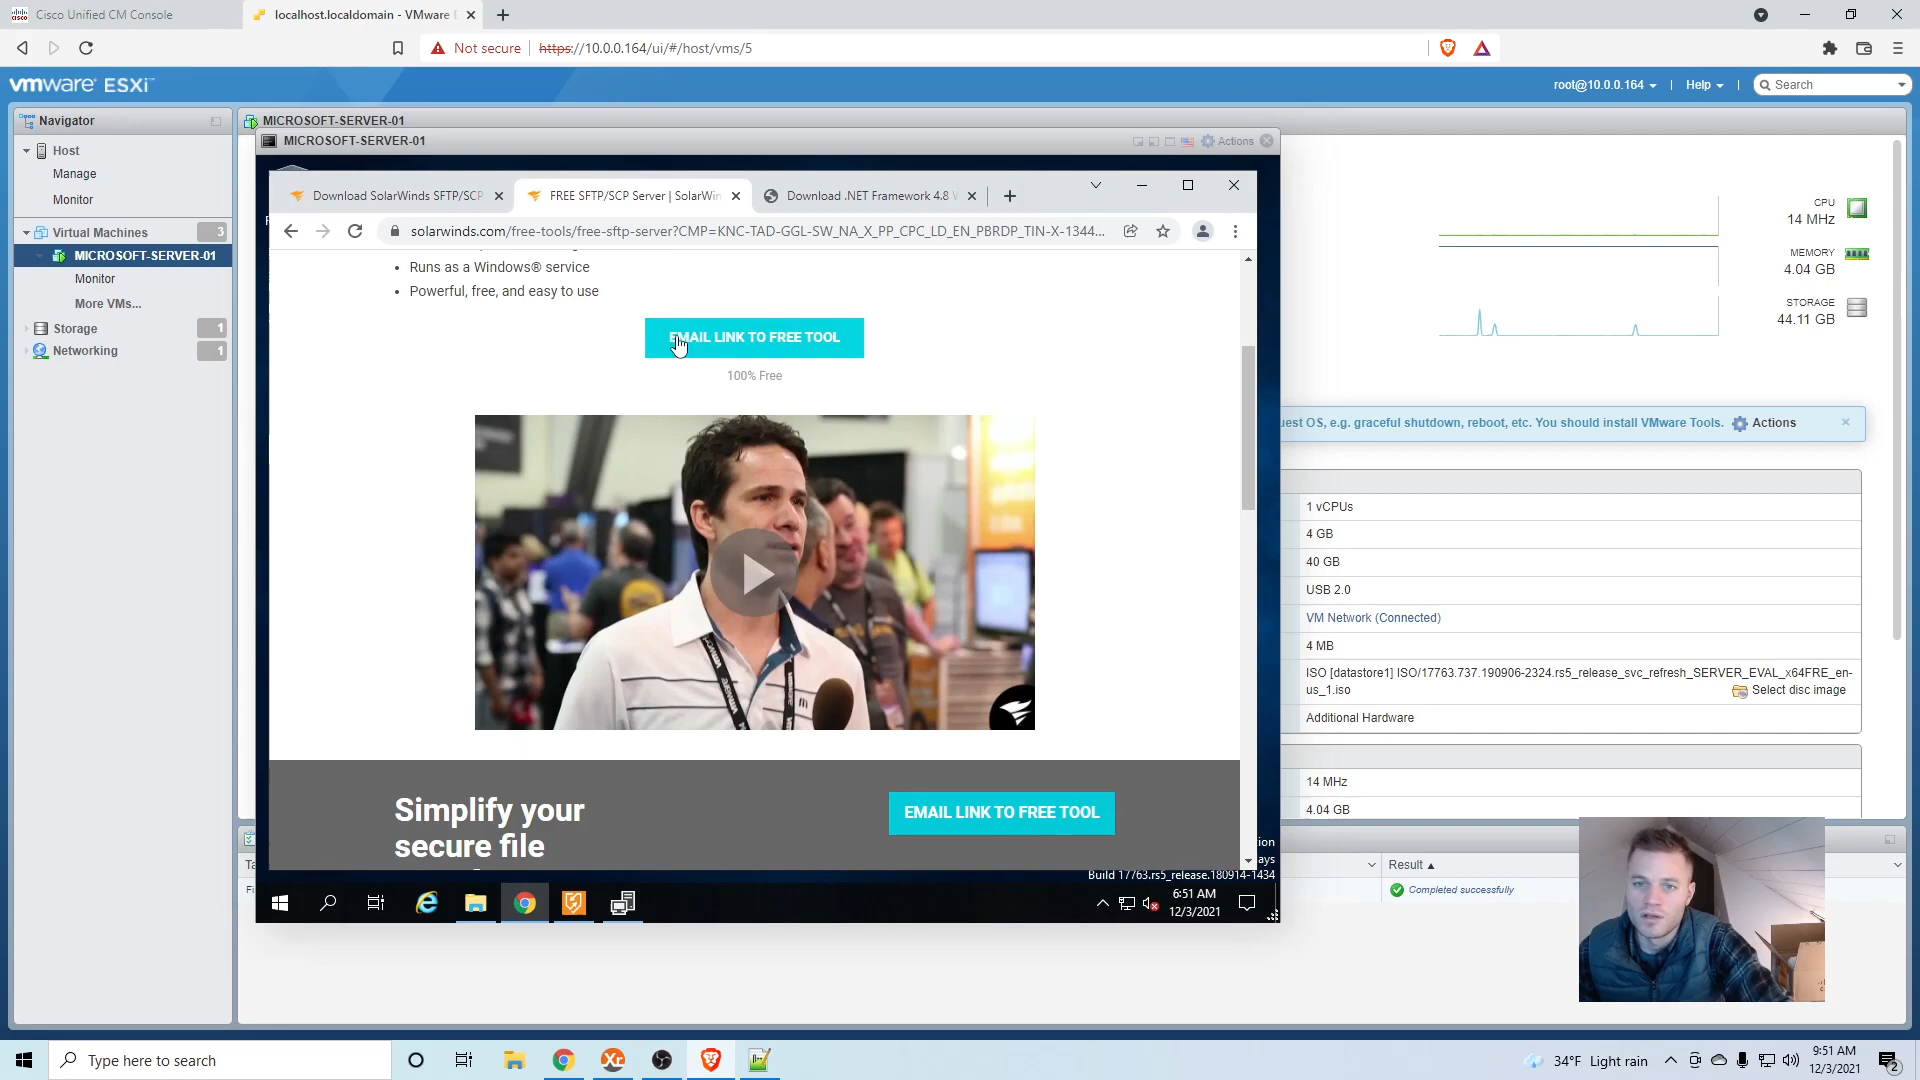 Cisco Unified CM Console
localhost.localdomain - VMware E
Not secure
https://10.0.0.164/ui/#/host/vms/5
vmware ESXi
root@10.0.0.164
Help
Search
Navigator
Host
Manage
Monitor
Virtual Machines
3
MICROSOFT-SERVER-01
Monitor
More VMs...
Storage
1
Networking
1
MICROSOFT-SERVER-01
MICROSOFT-SERVER-01
Actions
Download SolarWinds SFTP/SCP
FREE SFTP/SCP Server | SolarWin
Download .NET Framework 4.8
solarwinds.com/free-tools/free-sftp-server?CMP=KNC-TAD-GGL-SW_NA_X_PP_CPC_LD_EN_PBRDP_TIN-X-1344...
• Runs as a Windows® service
• Powerful, free, and easy to use
EMAIL LINK TO FREE TOOL
100% Free
Simplify your
secure file
EMAIL LINK TO FREE TOOL
Build 17763.rs5_release.180914-1434
6:51 AM
12/3/2021
CPU
14 MHz
MEMORY
4.04 GB
STORAGE
44.11 GB
uest OS, e.g. graceful shutdown, reboot, etc. You should install VMware Tools.
Actions
1 vCPUs
4 GB
40 GB
USB 2.0
VM Network (Connected)
4 MB
ISO [datastore1] ISO/17763.737.190906-2324.rs5_release_svc_refresh_SERVER_EVAL_x64FRE_en-
us_1.iso
Select disc image
Additional Hardware
14 MHz
4.04 GB
Result
Completed successfully
Type here to search
34°F Light rain
9:51 AM
12/3/2021
2